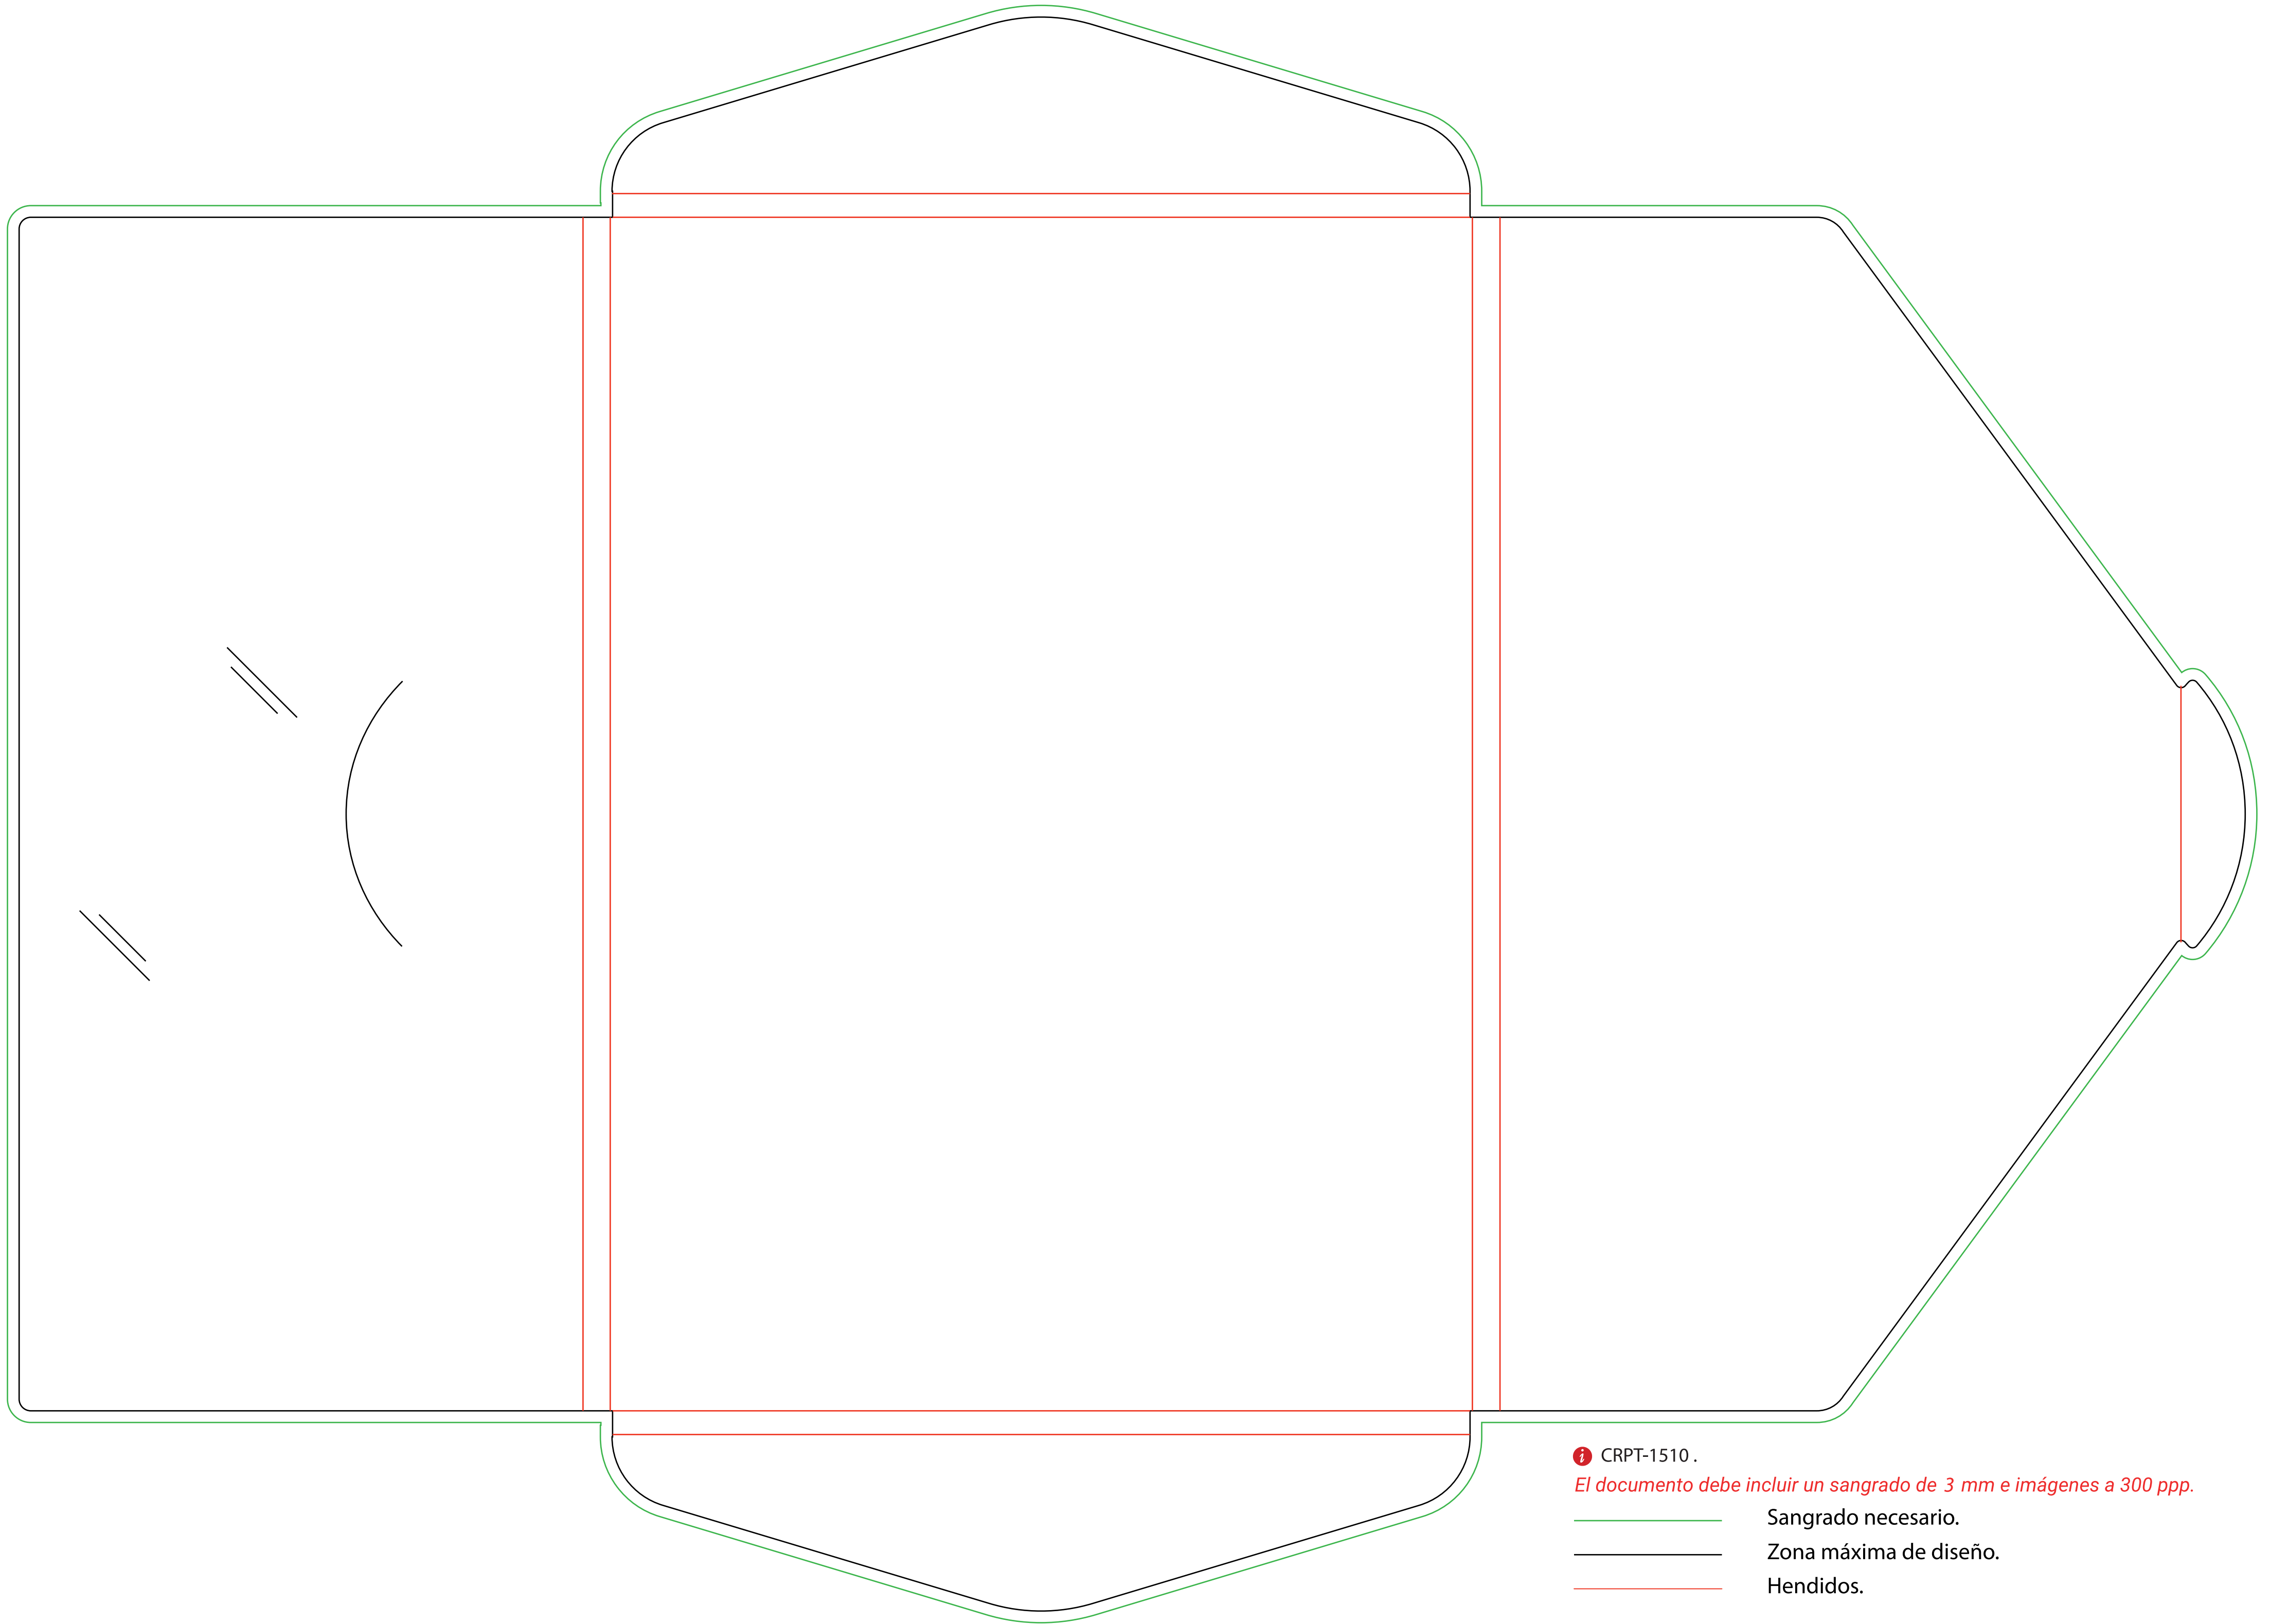 i CRPT-1510 .
El documento debe incluir un sangrado de 3 mm e imágenes a 300 ppp.
Sangrado necesario.
Zona máxima de diseño.
Hendidos.